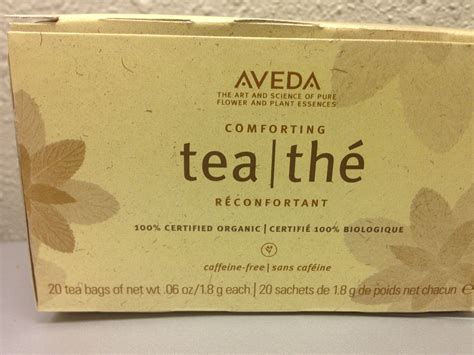 AVEDA
THE ART AND SCIENCE OF PURE
FLOWER AND PLANT ESSENCES
COMFORTING
tea | thé
RÉCONFORTANT
100% CERTIFIED ORGANIC | CERTIFIÉ 100% BIOLOGIQUE
caffeine-free | sans caféine
20 tea bags of net wt .06 oz/1.8 g each | 20 sachets de 1.8 g de poids net chacun e